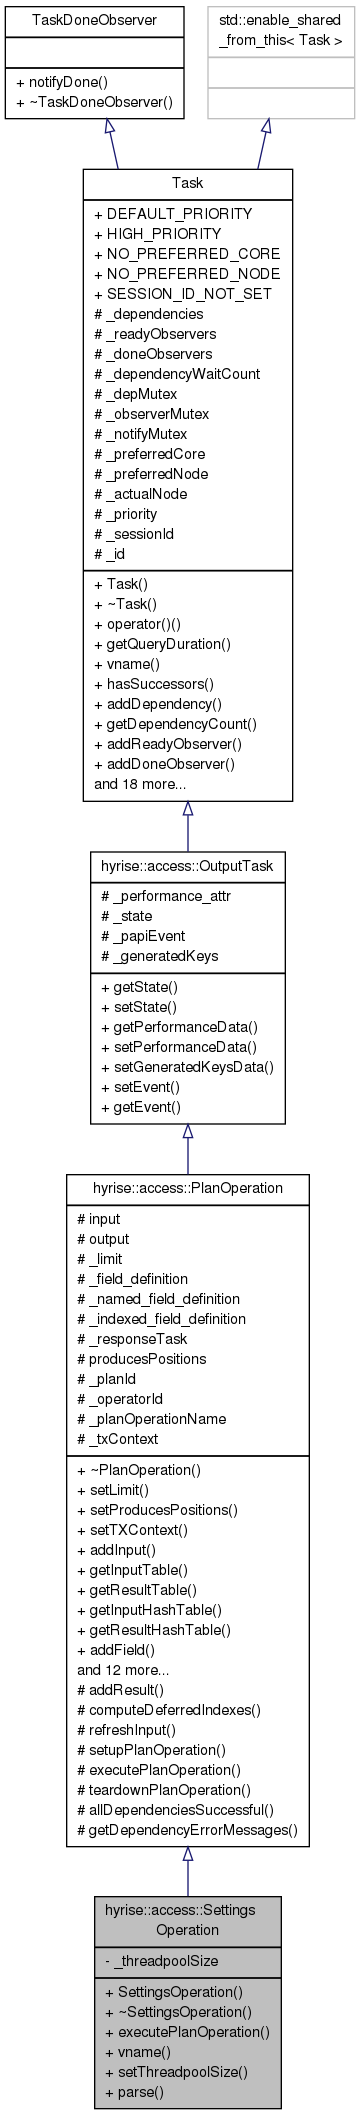 TaskDoneObserver
+ notifyDone()
+ ~TaskDoneObserver()
std::enable_shared
_from_this< Task >
Task
+ DEFAULT_PRIORITY
+ HIGH_PRIORITY
+ NO_PREFERRED_CORE
+ NO_PREFERRED_NODE
+ SESSION_ID_NOT_SET
# _dependencies
# _readyObservers
# _doneObservers
# _dependencyWaitCount
# _depMutex
# _observerMutex
# _notifyMutex
# _preferredCore
# _preferredNode
# _actualNode
# _priority
# _sessionId
# _id
+ Task()
+ ~Task()
+ operator()()
+ getQueryDuration()
+ vname()
+ hasSuccessors()
+ addDependency()
+ getDependencyCount()
+ addReadyObserver()
+ addDoneObserver()
and 18 more...
hyrise::access::OutputTask
# _performance_attr
# _state
# _papiEvent
# _generatedKeys
+ getState()
+ setState()
+ getPerformanceData()
+ setPerformanceData()
+ setGeneratedKeysData()
+ setEvent()
+ getEvent()
hyrise::access::PlanOperation
# input
# output
# _limit
# _field_definition
# _named_field_definition
# _indexed_field_definition
# _responseTask
# producesPositions
# _planId
# _operatorId
# _planOperationName
# _txContext
+ ~PlanOperation()
+ setLimit()
+ setProducesPositions()
+ setTXContext()
+ addInput()
+ getInputTable()
+ getResultTable()
+ getInputHashTable()
+ getResultHashTable()
+ addField()
and 12 more...
# addResult()
# computeDeferredIndexes()
# refreshInput()
# setupPlanOperation()
# executePlanOperation()
# teardownPlanOperation()
# allDependenciesSuccessful()
# getDependencyErrorMessages()
hyrise::access::Settings
Operation
- _threadpoolSize
+ SettingsOperation()
+ ~SettingsOperation()
+ executePlanOperation()
+ vname()
+ setThreadpoolSize()
+ parse()